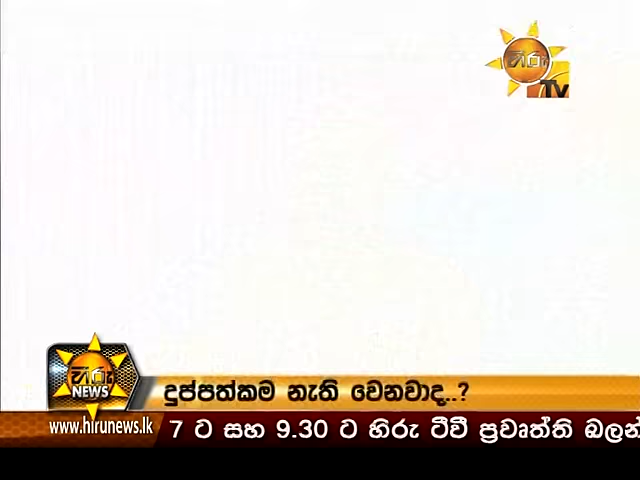 හිරු
Tv
හිරු
NEWS
දුප්පත්කම නැති වෙනවාද..?
www.hirunews.lk
7 ට සහ 9.30 ට හිරු ටීවී ප්‍රවෘත්ති බලන්